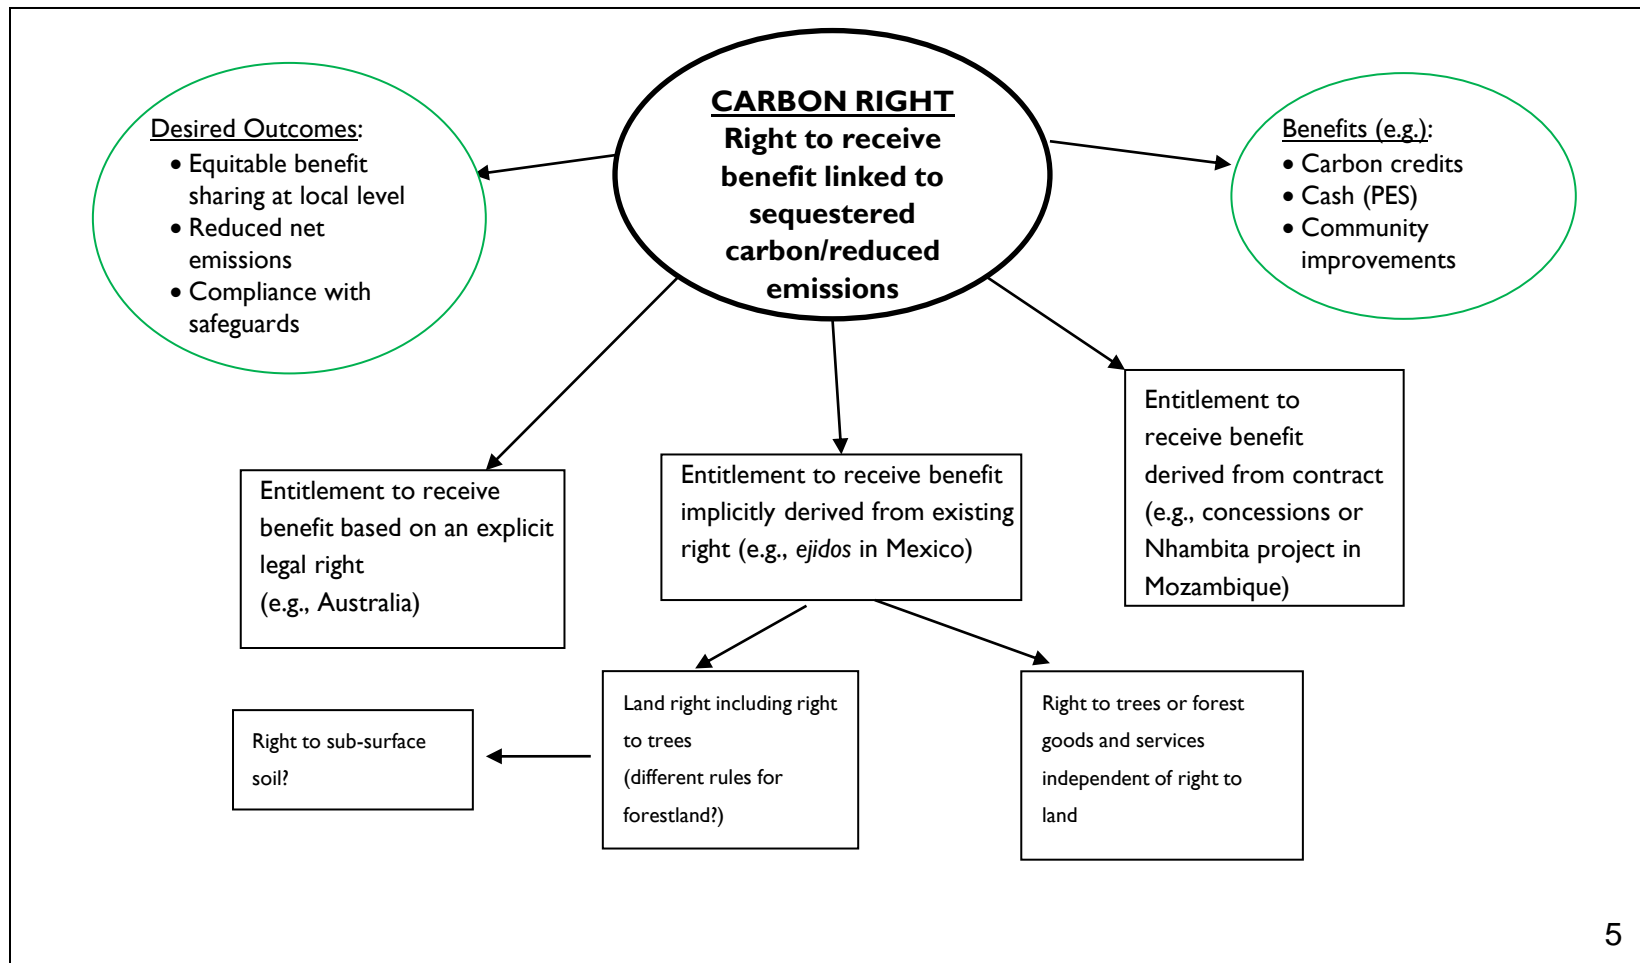 CARBON RIGHT
Right to receive
benefit linked to
sequestered
carbon/reduced
emissions
Desired Outcomes:
• Equitable benefit
sharing at local level
• Reduced net
emissions
• Compliance with
safeguards
Benefits (e.g.):
• Carbon credits
• Cash (PES)
• Community
improvements
Entitlement to receive
benefit based on an explicit
legal right
(e.g., Australia)
Entitlement to receive benefit
implicitly derived from existing
right (e.g., ejidos in Mexico)
Entitlement to
receive benefit
derived from contract
(e.g., concessions or
Nhambita project in
Mozambique)
Right to sub-surface
soil?
Land right including right
to trees
(different rules for
forestland?)
Right to trees or forest
goods and services
independent of right to
land
5